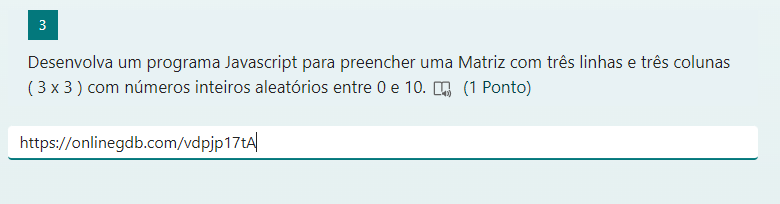 3
Desenvolva um programa Javascript para preencher uma Matriz com três linhas e três colunas
( 3 x 3 ) com números inteiros aleatórios entre 0 e 10. (1 Ponto)
https://onlinegdb.com/vdpjp17tA